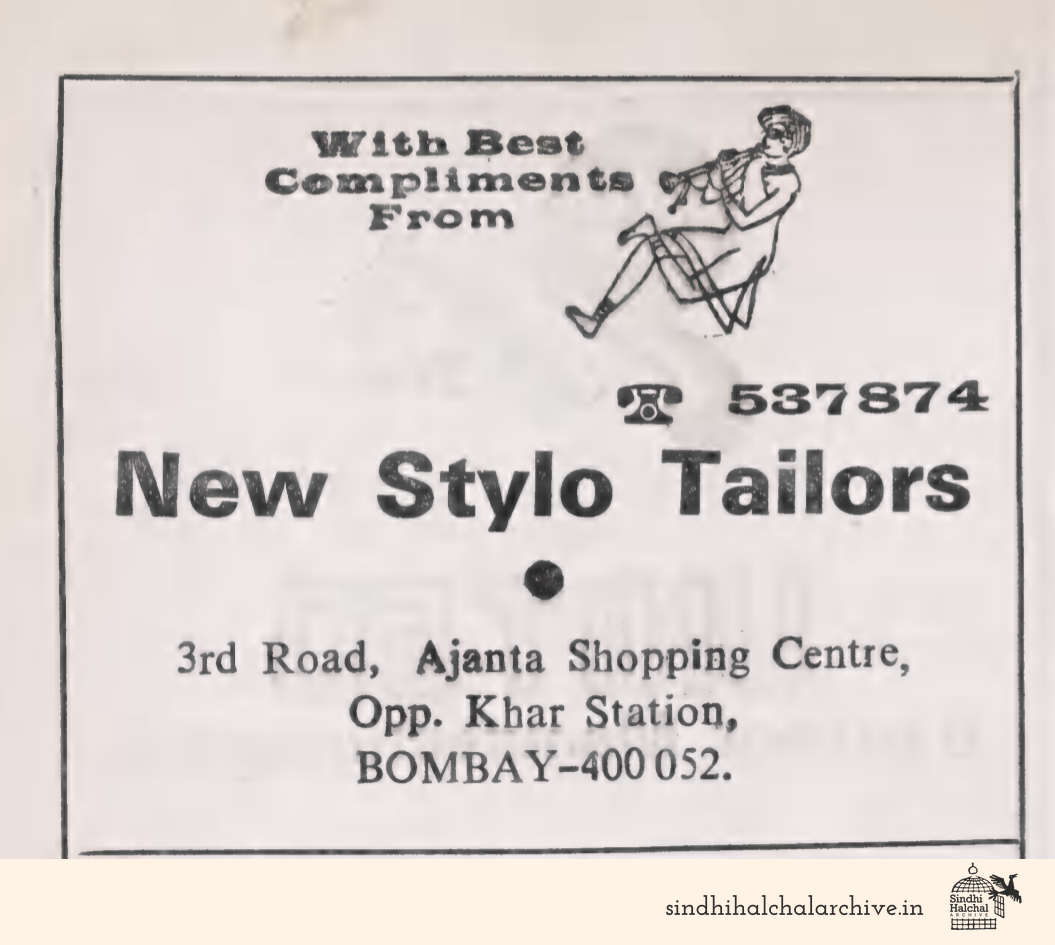 With Best
Compliments
From
537874
New Stylo Tailors
3rd Road, Ajanta Shopping Centre,
Opp. Khar Station,
BOMBAY-400 052.
sindhihalchalarchive.in
Sindhi
Halchal
ARCHIVE